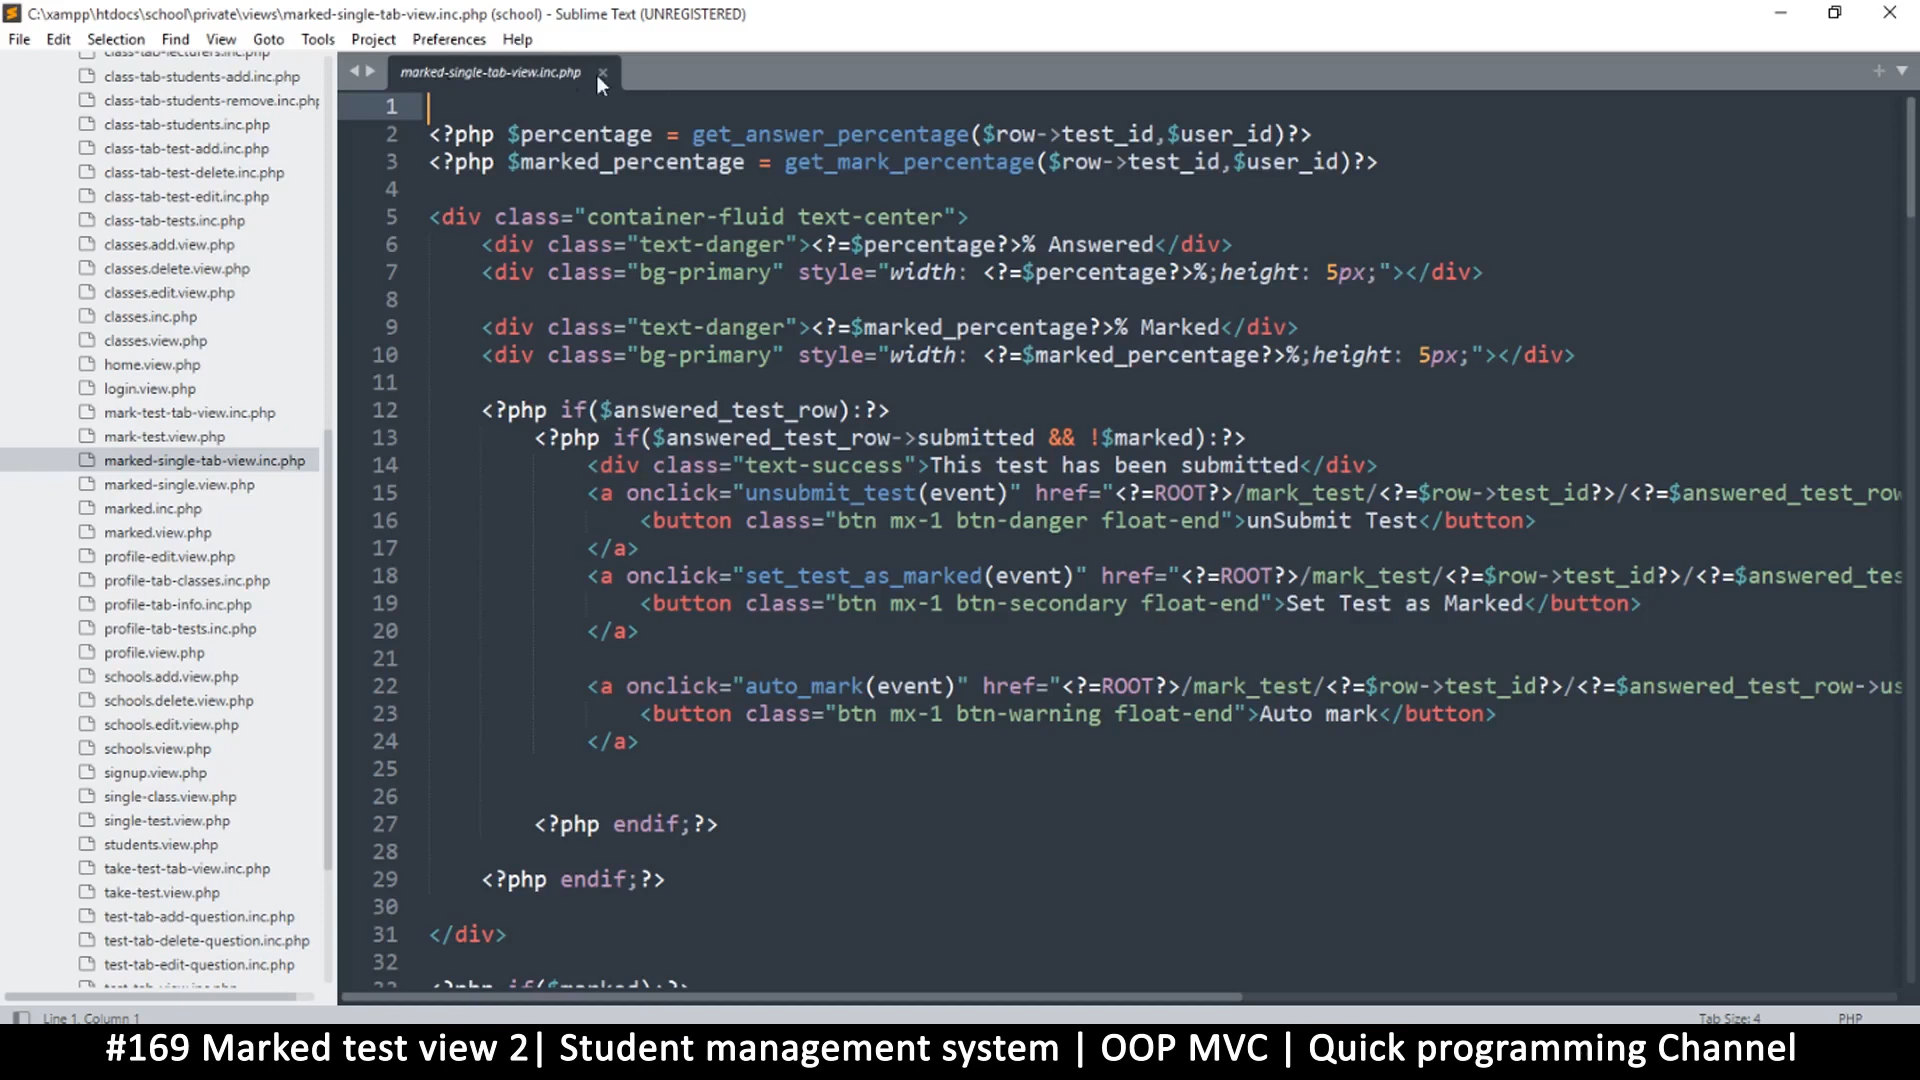 C:\xampp\htdocs\school\private\views\marked-single-tab-view.inc.php (school) - Sublime Text (UNREGISTERED)
File Edit Selection Find View Goto Tools Project Preferences Help
class-tab-lecturers.inc.php
class-tab-students-add.inc.php
class-tab-students-remove.inc.php
class-tab-students.inc.php
class-tab-test-add.inc.php
class-tab-test-delete.inc.php
class-tab-test-edit.inc.php
class-tab-tests.inc.php
classes.add.view.php
classes.delete.view.php
classes.edit.view.php
classes.inc.php
classes.view.php
home.view.php
login.view.php
mark-test-tab-view.inc.php
mark-test.view.php
marked-single-tab-view.inc.php
marked-single.view.php
marked.inc.php
marked.view.php
profile-edit.view.php
profile-tab-classes.inc.php
profile-tab-info.inc.php
profile-tab-tests.inc.php
profile.view.php
schools.add.view.php
schools.delete.view.php
schools.edit.view.php
schools.view.php
signup.view.php
single-class.view.php
single-test.view.php
students.view.php
take-test-tab-view.inc.php
take-test.view.php
test-tab-add-question.inc.php
test-tab-delete-question.inc.php
test-tab-edit-question.inc.php
test-tab-view.inc.php
marked-single-tab-view.inc.php
1
2 <?php $percentage = get_answer_percentage($row->test_id,$user_id)?>
3 <?php $marked_percentage = get_mark_percentage($row->test_id,$user_id)?>
4
5 <div class="container-fluid text-center">
6 <div class="text-danger"><?=$percentage?>% Answered</div>
7 <div class="bg-primary" style="width: <?=$percentage?>%;height: 5px;"></div>
8
9 <div class="text-danger"><?=$marked_percentage?>% Marked</div>
10 <div class="bg-primary" style="width: <?=$marked_percentage?>%;height: 5px;"></div>
11
12 <?php if($answered_test_row):?>
13 <?php if($answered_test_row->submitted && !$marked):?>
14 <div class="text-success">This test has been submitted</div>
15 <a onclick="unsubmit_test(event)" href="<?=ROOT?>/mark_test/<?=$row->test_id?>/<?=$answered_test_row
16 <button class="btn mx-1 btn-danger float-end">unSubmit Test</button>
17 </a>
18 <a onclick="set_test_as_marked(event)" href="<?=ROOT?>/mark_test/<?=$row->test_id?>/<?=$answered_tes
19 <button class="btn mx-1 btn-secondary float-end">Set Test as Marked</button>
20 </a>
21
22 <a onclick="auto_mark(event)" href="<?=ROOT?>/mark_test/<?=$row->test_id?>/<?=$answered_test_row->us
23 <button class="btn mx-1 btn-warning float-end">Auto mark</button>
24 </a>
25
26
27 <?php endif;?>
28
29 <?php endif;?>
30
31 </div>
32
33 <?php if($marked):?>
Line 1, Column 1
Tab Size: 4
PHP
#169 Marked test view 2| Student management system | OOP MVC | Quick programming Channel